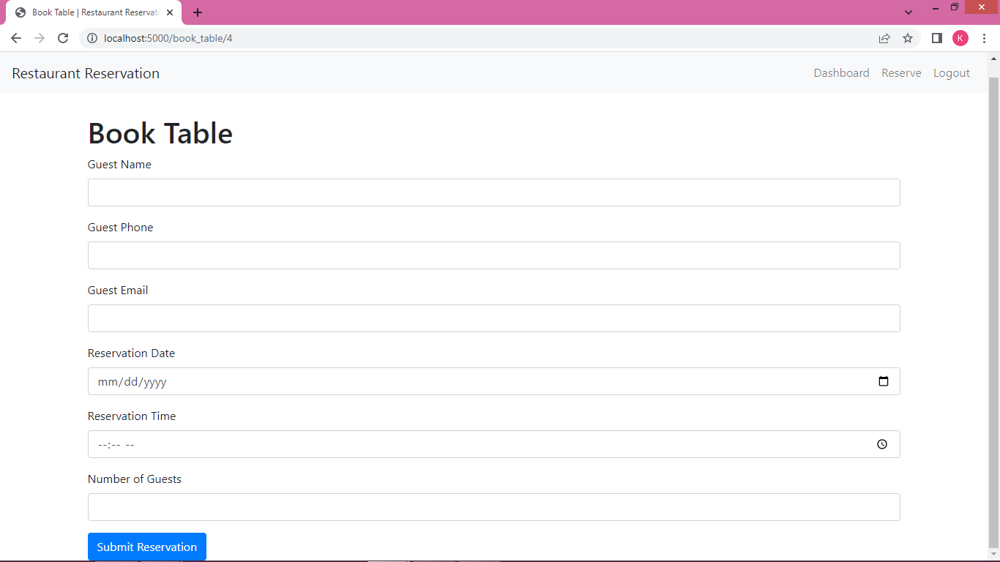 Book Table | Restaurant Reservati
localhost:5000/book_table/4
K
Restaurant Reservation
Dashboard Reserve Logout
Book Table
Guest Name
Guest Phone
Guest Email
Reservation Date
mm/dd/yyyy
Reservation Time
--:-- --
Number of Guests
Submit Reservation